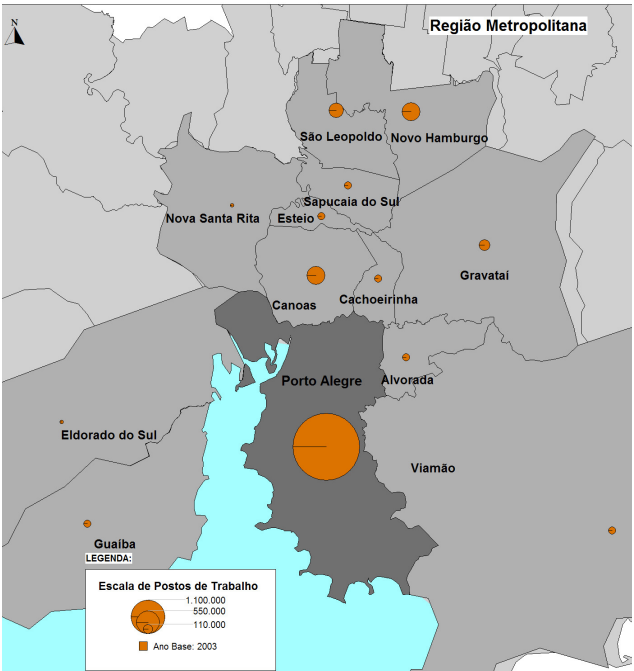 Região Metropolitana
N
São Leopoldo
Novo Hamburgo
Sapucaia do Sul
Nova Santa Rita
Esteio
Gravataí
Canoas
Cachoeirinha
Porto Alegre
Alvorada
Eldorado do Sul
Viamão
Guaíba
LEGENDA:
Escala de Postos de Trabalho
1.100.000
550.000
110.000
Ano Base: 2003